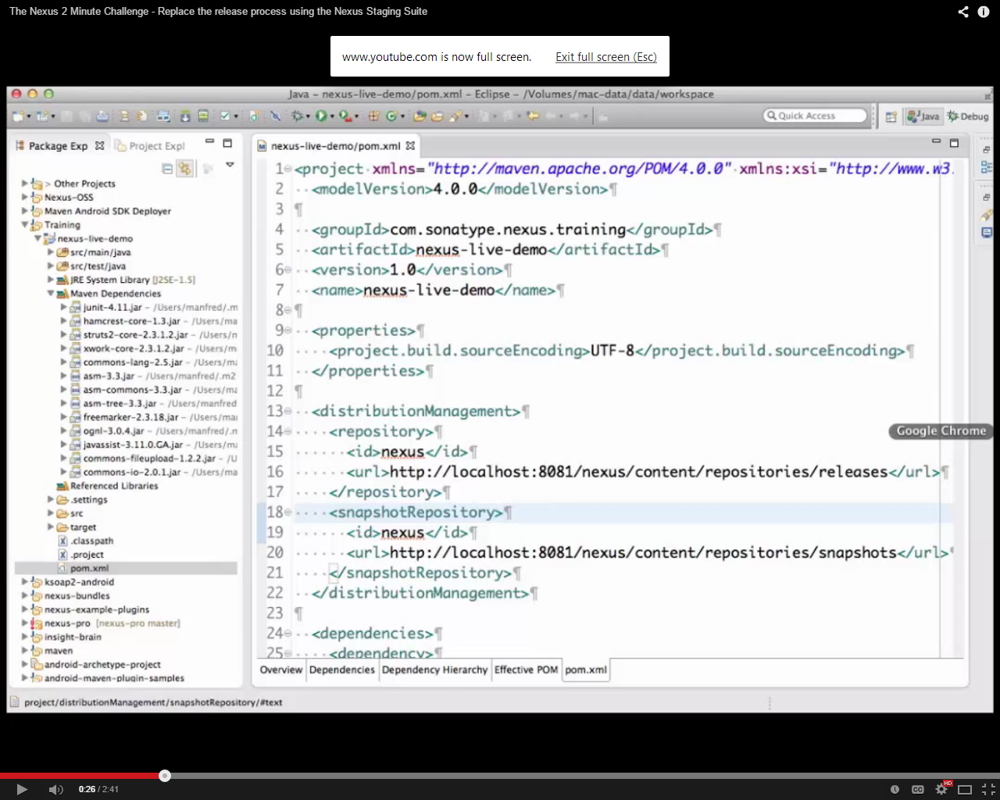 The Nexus 2 Minute Challenge - Replace the release process using the Nexus Staging Suite
www.youtube.com is now full screen. Exit full screen (Esc)
Java – nexus-live-demo/pom.xml – Eclipse – /Volumes/mac-data/data/workspace
Quick Access
Java
Debug
Package Exp
Project Expl
> Other Projects
Nexus-OSS
Maven Android SDK Deployer
Training
nexus-live-demo
src/main/java
src/test/java
JRE System Library [J2SE-1.5]
Maven Dependencies
junit-4.11.jar – /Users/manfred/.m
hamcrest-core-1.3.jar – /Users/ma
struts2-core-2.3.1.2.jar – /Users/n
xwork-core-2.3.1.2.jar – /Users/m
commons-lang-2.5.jar – /Users/ma
asm-3.3.jar – /Users/manfred/.m2
asm-commons-3.3.jar – /Users/ma
asm-tree-3.3.jar – /Users/manfred
freemarker-2.3.18.jar – /Users/ma
ognl-3.0.4.jar – /Users/manfred/.n
javassist-3.11.0.GA.jar – /Users/ma
commons-fileupload-1.2.2.jar – /U
commons-io-2.0.1.jar – /Users/ma
Referenced Libraries
.settings
src
target
.classpath
.project
pom.xml
ksoap2-android
nexus-bundles
nexus-example-plugins
nexus-pro [nexus-pro master]
insight-brain
maven
android-archetype-project
android-maven-plugin-samples
nexus-live-demo/pom.xml
1 <project xmlns="http://maven.apache.org/POM/4.0.0" xmlns:xsi="http://www.w3.
2 <modelVersion>4.0.0</modelVersion>¶
3 ¶
4 <groupId>com.sonatype.nexus.training</groupId>¶
5 <artifactId>nexus-live-demo</artifactId>¶
6 <version>1.0</version>¶
7 <name>nexus-live-demo</name>¶
8 ¶
9 <properties>¶
10 <project.build.sourceEncoding>UTF-8</project.build.sourceEncoding>¶
11 </properties>¶
12 ¶
13 <distributionManagement>¶
14 <repository>¶
15 <id>nexus</id>¶
16 <url>http://localhost:8081/nexus/content/repositories/releases</url>¶
17 </repository>¶
18 <snapshotRepository>¶
19 <id>nexus</id>¶
20 <url>http://localhost:8081/nexus/content/repositories/snapshots</url>
21 </snapshotRepository>¶
22 </distributionManagement>¶
23 ¶
24 <dependencies>¶
25 <dependency>¶
Google Chrome
Overview
Dependencies
Dependency Hierarchy
Effective POM
pom.xml
project/distributionManagement/snapshotRepository/#text
0:26 / 2:41
CC
HD